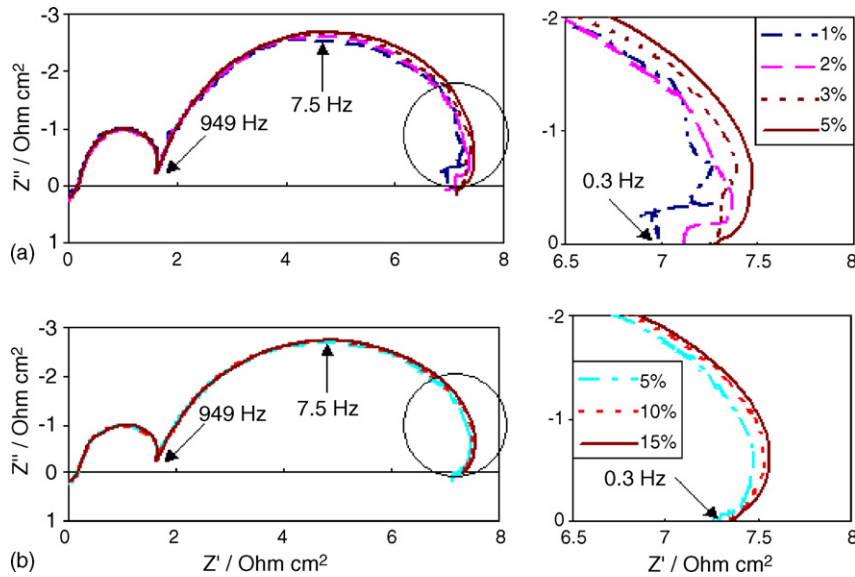 -3
-2
-1
0
1
Z'' / Ohm cm2
949 Hz
7.5 Hz
(a)
0 2 4 6 8
-2
-1
0
0.3 Hz
1%
2%
3%
5%
6.5 7 7.5 8
-3
-2
-1
0
1
Z'' / Ohm cm2
949 Hz
7.5 Hz
(b)
0 2 4 6 8
Z' / Ohm cm2
-2
-1
0
5%
10%
15%
0.3 Hz
6.5 7 7.5 8
Z' / Ohm cm2